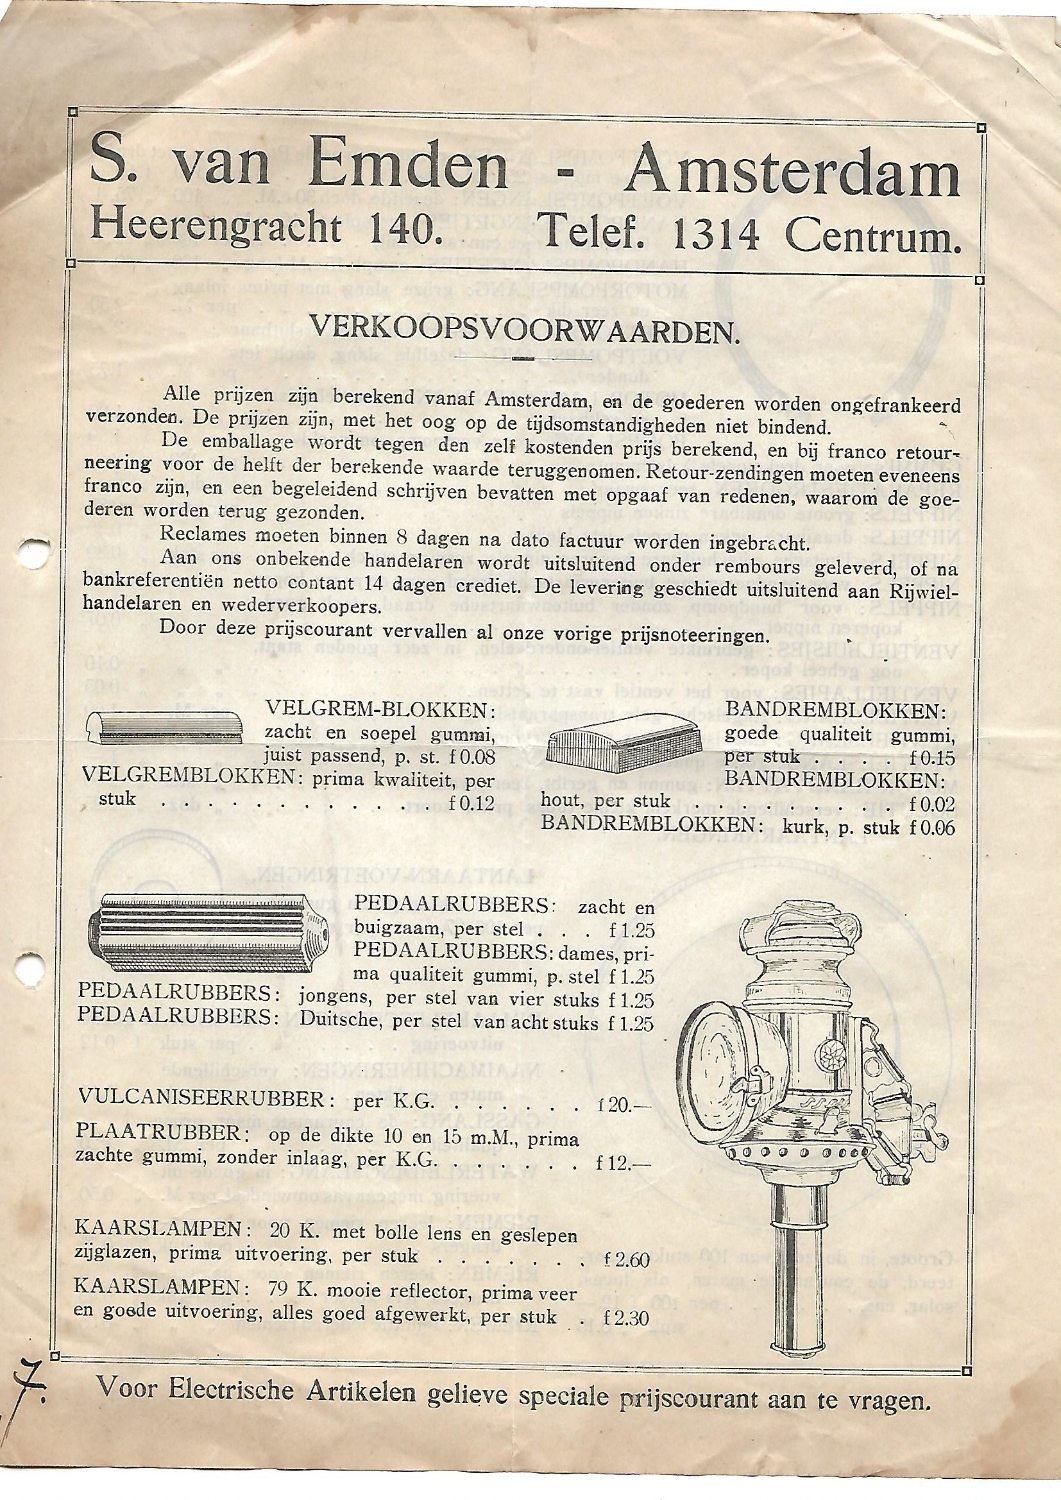 S. van Emden - Amsterdam
Heerengracht 140. Telef. 1314 Centrum.
VERKOOPSVOORWAARDEN.
Alle prijzen zijn berekend vanaf Amsterdam, en de goederen worden ongefrankeerd
verzonden. De prijzen zijn, met het oog op de tijdsomstandigheden niet bindend.
De emballage wordt tegen den zelf kostenden prijs berekend, en bij franco retour-
neering voor de helft der berekende waarde teruggenomen. Retour-zendingen moeten eveneens
franco zijn, en een begeleidend schrijven bevatten met opgaaf van redenen, waarom de goe-
deren worden terug gezonden.
Reclames moeten binnen 8 dagen na dato factuur worden ingebracht.
Aan ons onbekende handelaren wordt uitsluitend onder rembours geleverd, of na
bankreferentiën netto contant 14 dagen crediet. De levering geschiedt uitsluitend aan Rijwiel-
handelaren en wederverkoopers.
Door deze prijscourant vervallen al onze vorige prijsnoteeringen.
VELGREM-BLOKKEN:
zacht en soepel gummi,
juist passend, p. st. f 0.08
VELGREMBLOKKEN: prima kwaliteit, per
stuk . . . . . . . . . . . f 0.12
BANDREMBLOKKEN:
goede qualiteit gummi,
per stuk . . . . f 0.15
BANDREMBLOKKEN:
hout, per stuk . . . . . . . . . f 0.02
BANDREMBLOKKEN: kurk, p. stuk f 0.06
PEDAALRUBBERS: zacht en
buigzaam, per stel . . . f 1.25
PEDAALRUBBERS: dames, pri-
ma qualiteit gummi, p. stel f 1.25
PEDAALRUBBERS: jongens, per stel van vier stuks f 1.25
PEDAALRUBBERS: Duitsche, per stel van acht stuks f 1.25
VULCANISEERRUBBER: per K.G. . . . . . . f 20.—
PLAATRUBBER: op de dikte 10 en 15 m.M., prima
zachte gummi, zonder inlaag, per K.G. . . . . . . f 12.—
KAARSLAMPEN: 20 K. met bolle lens en geslepen
zijglazen, prima uitvoering, per stuk . . . . . . . f 2.60
KAARSLAMPEN: 79 K. mooie reflector, prima veer
en goede uitvoering, alles goed afgewerkt, per stuk . f 2.30
7.
Voor Electrische Artikelen gelieve speciale prijscourant aan te vragen.